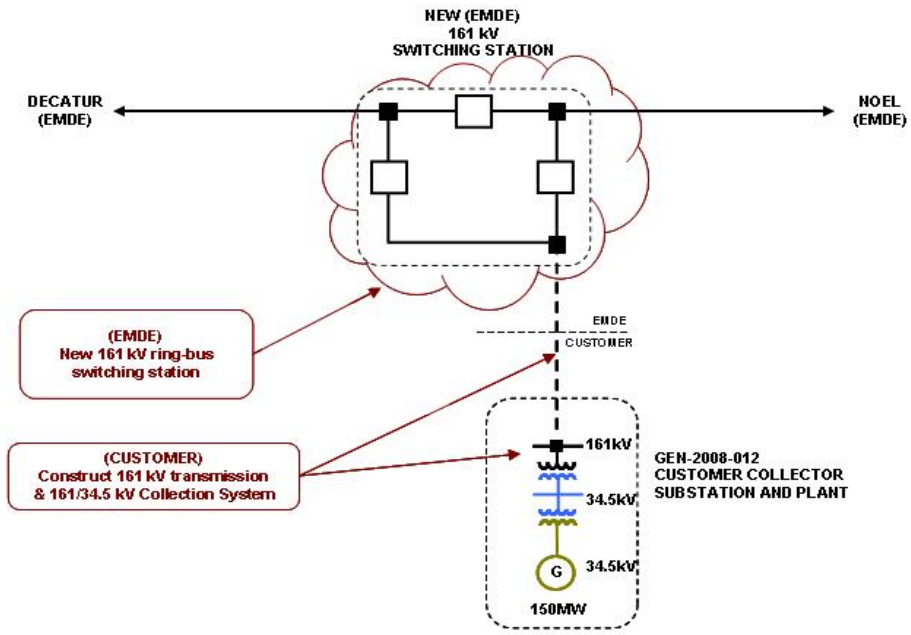 NEW (EMDE)
161 kV
SWITCHING STATION
DECATUR
(EMDE)
NOEL
(EMDE)
EMDE
CUSTOMER
(EMDE)
New 161 kV ring-bus
switching station
(CUSTOMER)
Construct 161 kV transmission
& 161/34.5 kV Collection System
161kV
34.5kV
G
34.5kV
150MW
GEN-2008-012
CUSTOMER COLLECTOR
SUBSTATION AND PLANT